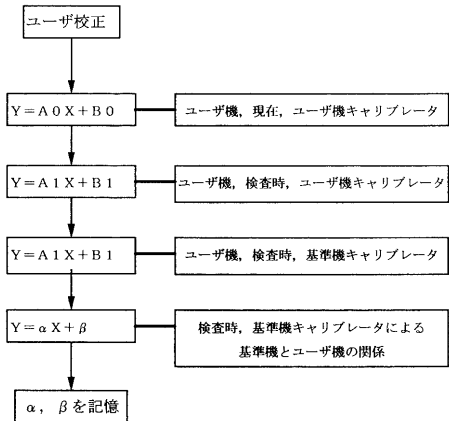 ユーザ校正
Y=A0X+B0
ユーザ機，現在，ユーザ機キャリブレータ
Y=A1X+B1
ユーザ機，検査時，ユーザ機キャリブレータ
Y=A1X+B1
ユーザ機，検査時，基準機キャリブレータ
Y=αX+β
検査時，基準機キャリブレータによる
基準機とユーザ機の関係
α，βを記憶